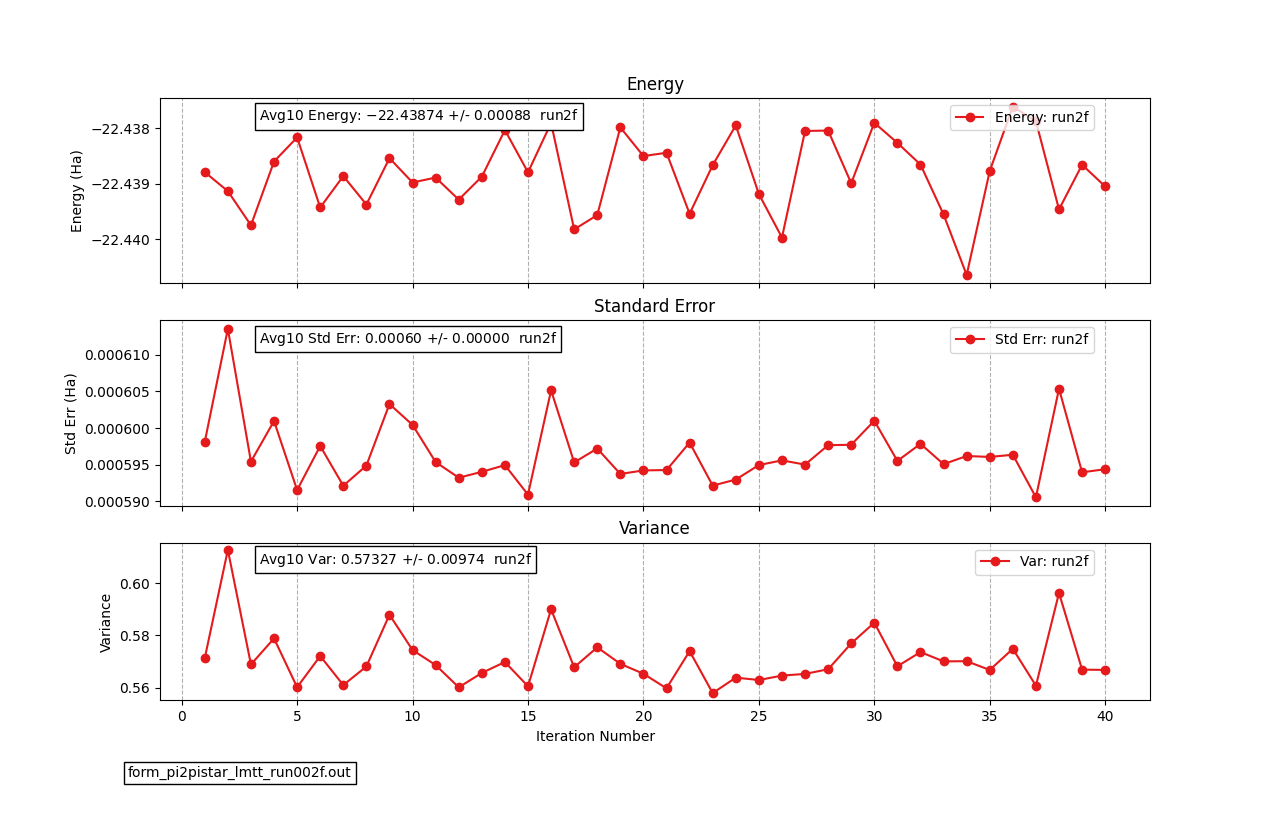 Energy
Avg10 Energy: −22.43874 +/- 0.00088 run2f
Energy: run2f
−22.438
−22.439
−22.440
Energy (Ha)
Standard Error
Avg10 Std Err: 0.00060 +/- 0.00000 run2f
Std Err: run2f
0.000610
0.000605
0.000600
0.000595
0.000590
Std Err (Ha)
Variance
Avg10 Var: 0.57327 +/- 0.00974 run2f
Var: run2f
0.60
0.58
0.56
Variance
0 5 10 15 20 25 30 35 40
Iteration Number
form_pi2pistar_lmtt_run002f.out